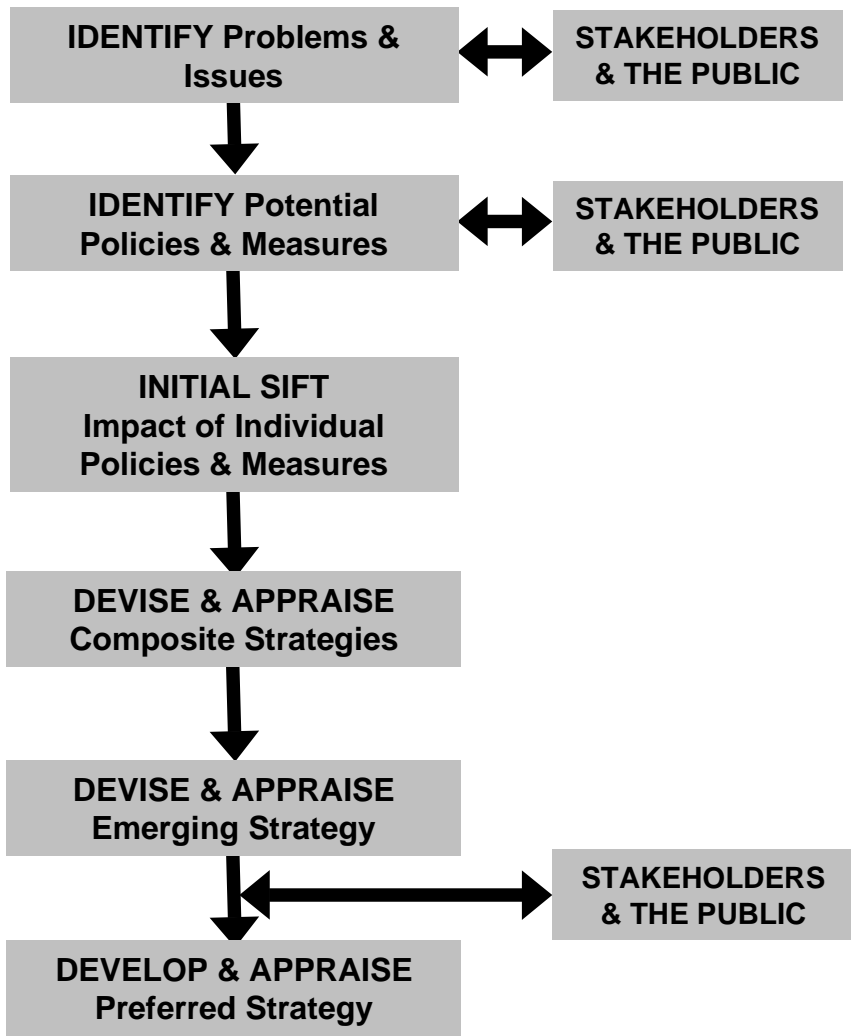 IDENTIFY Problems &
Issues
STAKEHOLDERS
& THE PUBLIC
IDENTIFY Potential
Policies & Measures
STAKEHOLDERS
& THE PUBLIC
INITIAL SIFT
Impact of Individual
Policies & Measures
DEVISE & APPRAISE
Composite Strategies
DEVISE & APPRAISE
Emerging Strategy
STAKEHOLDERS
& THE PUBLIC
DEVELOP & APPRAISE
Preferred Strategy